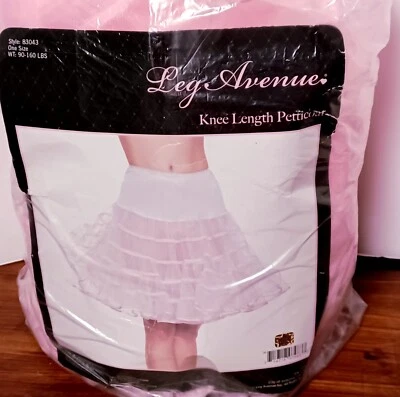 Style: 83043
One Size
WT: 90-160 LBS
Leg Avenue
Knee Length Petticoat